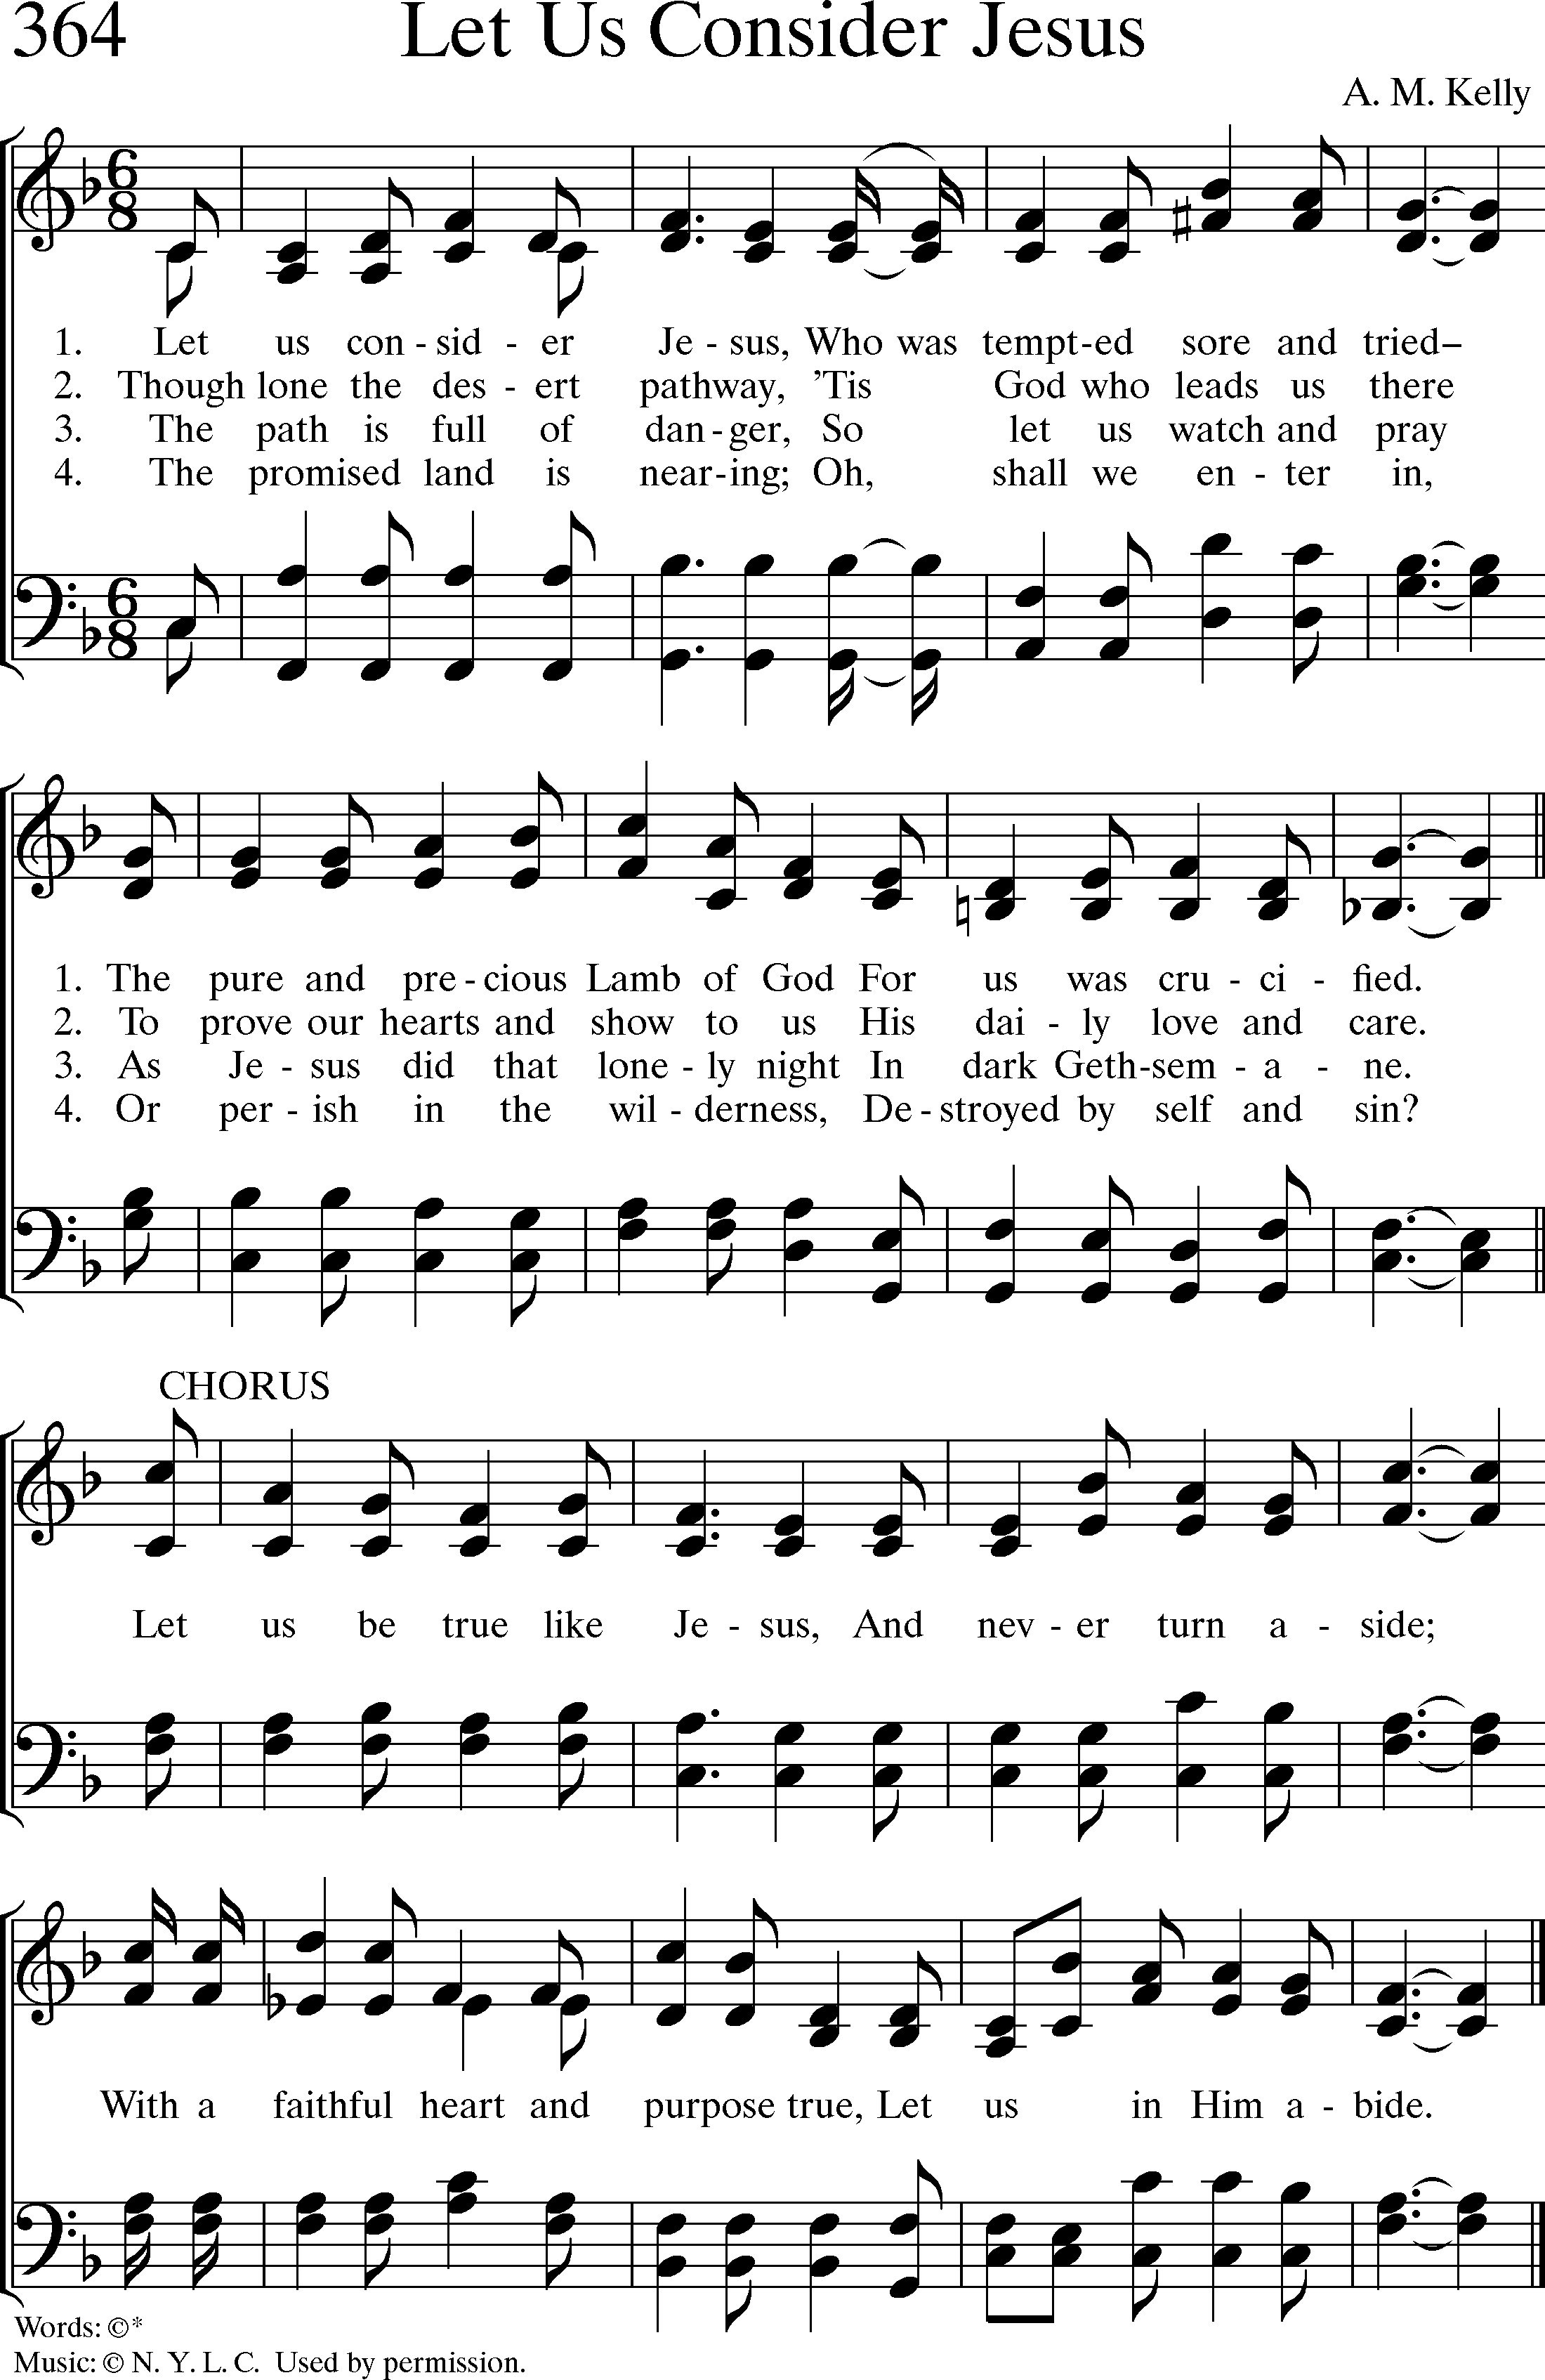 364 Let Us Consider Jesus
A. M. Kelly
1. Let us con - sid - er Je - sus, Who was tempt-ed sore and tried–
2. Though lone the des - ert pathway, ’Tis God who leads us there
3. The path is full of dan - ger, So let us watch and pray
4. The promised land is near-ing; Oh, shall we en - ter in,
1. The pure and pre - cious Lamb of God For us was cru - ci - fied.
2. To prove our hearts and show to us His dai - ly love and care.
3. As Je - sus did that lone - ly night In dark Geth-sem - a - ne.
4. Or per - ish in the wil - derness, De - stroyed by self and sin?
CHORUS
Let us be true like Je - sus, And nev - er turn a - side;
With a faithful heart and purpose true, Let us in Him a - bide.
Words: ©*
Music: © N. Y. L. C. Used by permission.